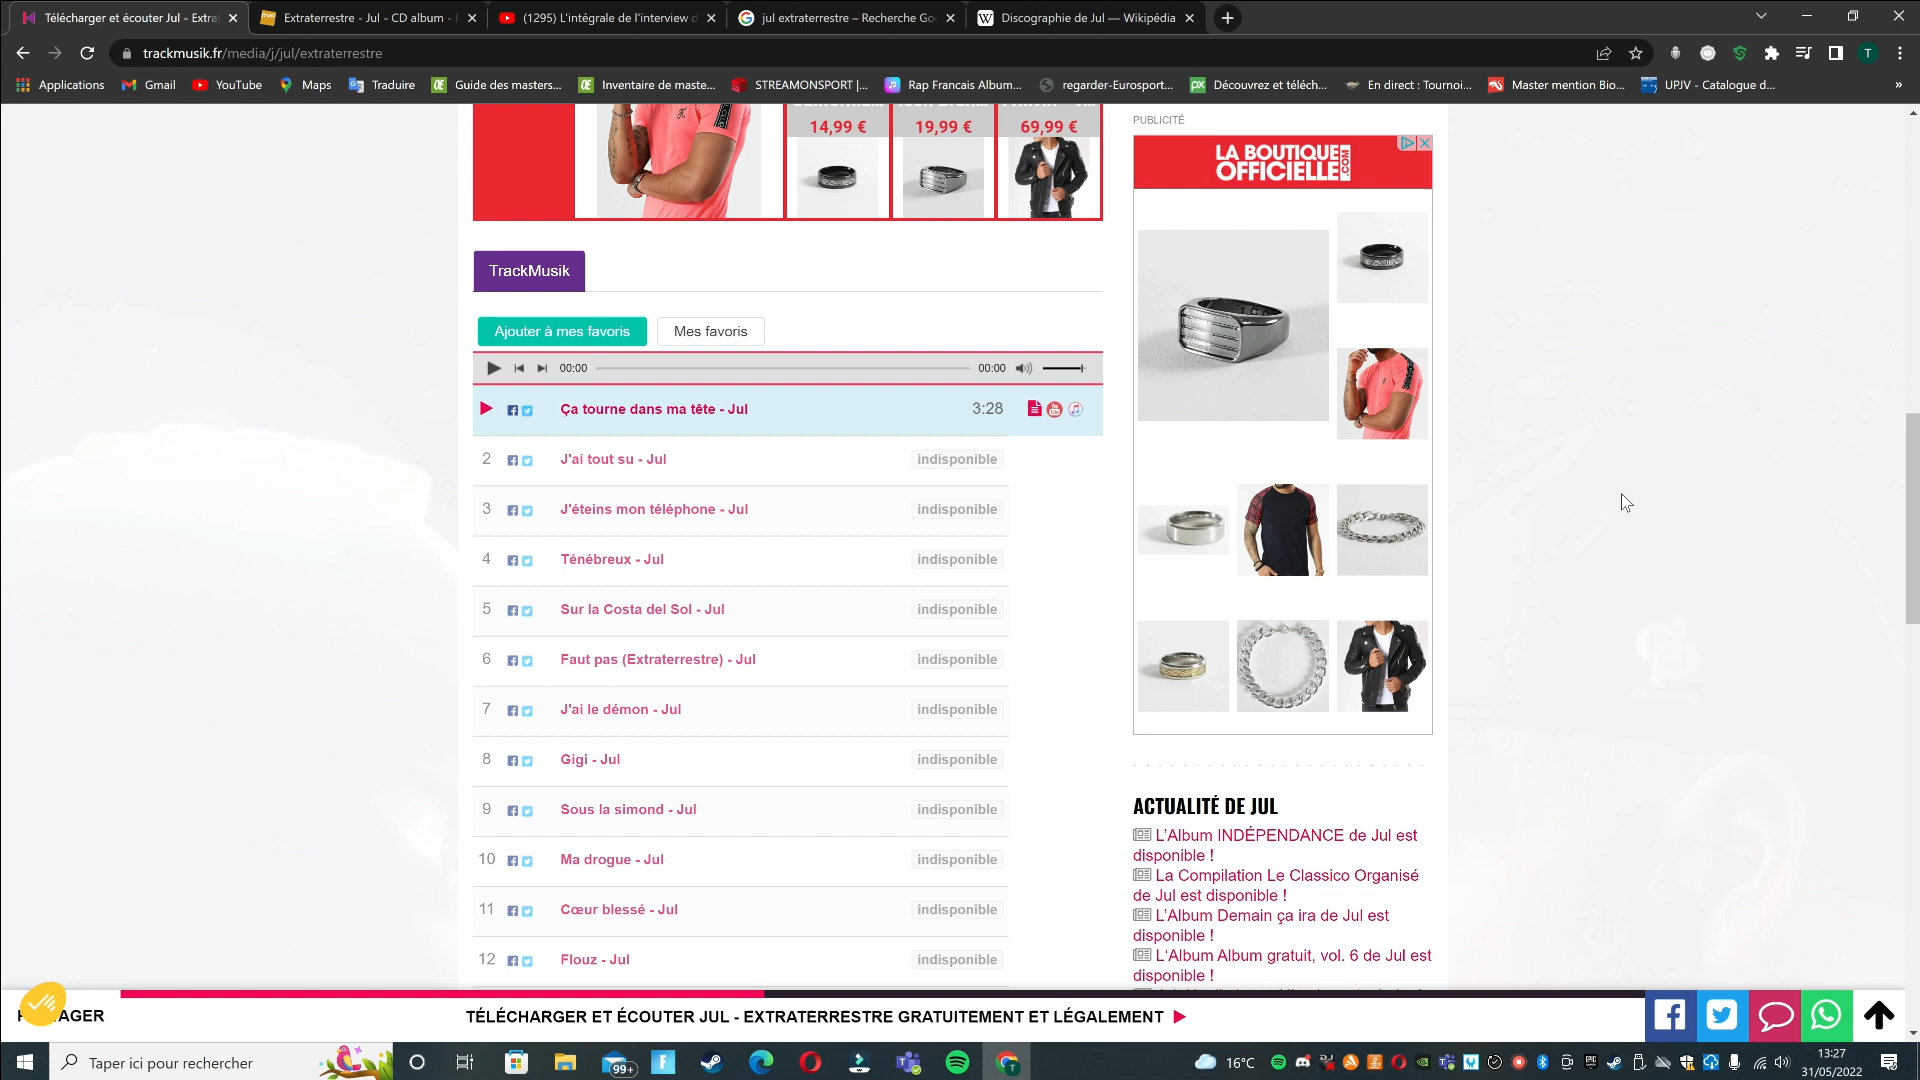 Télécharger et écouter Jul - Extra
Extraterrestre - Jul - CD album -
(1295) L'intégrale de l'interview d
jul extraterrestre – Recherche Go
Discographie de Jul — Wikipédia
trackmusik.fr/media/j/jul/extraterrestre
T
Applications
Gmail
YouTube
Maps
Traduire
Guide des masters...
Inventaire de maste...
STREAMONSPORT |...
Rap Francais Album...
regarder-Eurosport...
Découvrez et téléch...
En direct : Tournoi...
Master mention Bio...
UPJV - Catalogue d...
»
14,99 €
19,99 €
69,99 €
PUBLICITÉ
LA BOUTIQUE
OFFICIELLE.COM
TrackMusik
Ajouter à mes favoris
Mes favoris
00:00
00:00
Ça tourne dans ma tête - Jul
3:28
2
J'ai tout su - Jul
indisponible
3
J'éteins mon téléphone - Jul
indisponible
4
Ténébreux - Jul
indisponible
5
Sur la Costa del Sol - Jul
indisponible
6
Faut pas (Extraterrestre) - Jul
indisponible
7
J'ai le démon - Jul
indisponible
8
Gigi - Jul
indisponible
9
Sous la simond - Jul
indisponible
10
Ma drogue - Jul
indisponible
11
Cœur blessé - Jul
indisponible
12
Flouz - Jul
indisponible
ACTUALITÉ DE JUL
L'Album INDÉPENDANCE de Jul est
disponible !
La Compilation Le Classico Organisé
de Jul est disponible !
L'Album Demain ça ira de Jul est
disponible !
L'Album Album gratuit, vol. 6 de Jul est
disponible !
AGER
TÉLÉCHARGER ET ÉCOUTER JUL - EXTRATERRESTRE GRATUITEMENT ET LÉGALEMENT
Taper ici pour rechercher
99+
16°C
13:27
31/05/2022